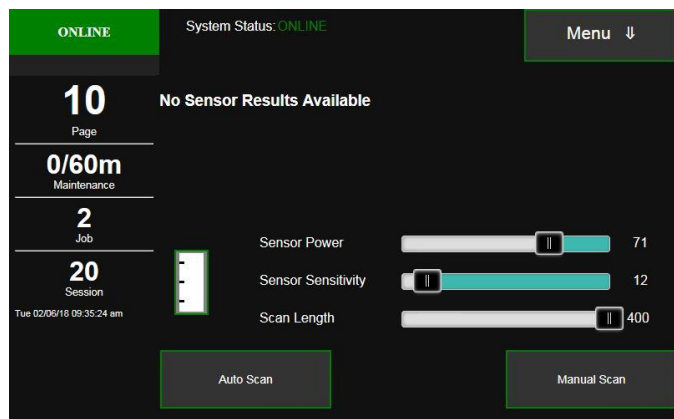 ONLINE
System Status: ONLINE
Menu ⇓
10
Page
No Sensor Results Available
0/60m
Maintenance
2
Job
20
Session
Tue 02/06/18 09:35:24 am
Sensor Power 71
Sensor Sensitivity 12
Scan Length 400
Auto Scan
Manual Scan